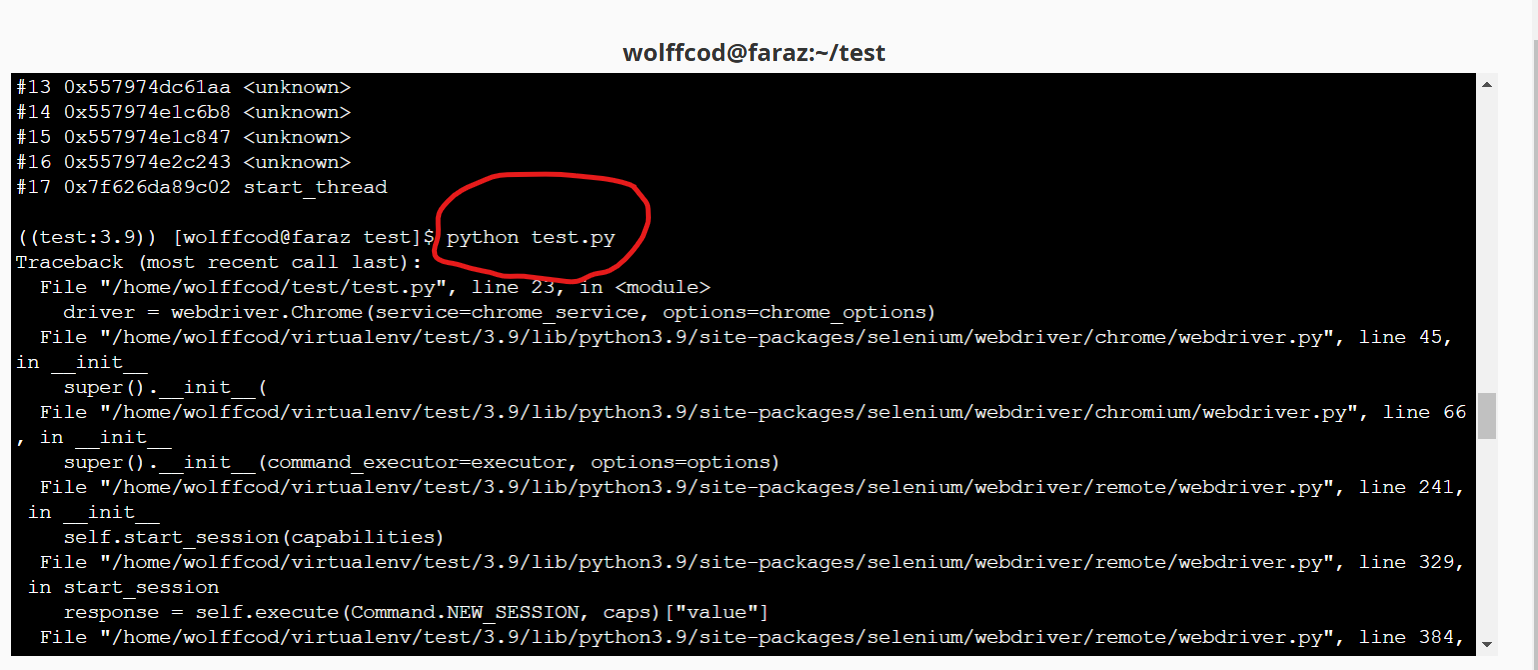 wolffcod@faraz:~/test
#13 0x557974dc61aa <unknown>
#14 0x557974e1c6b8 <unknown>
#15 0x557974e1c847 <unknown>
#16 0x557974e2c243 <unknown>
#17 0x7f626da89c02 start_thread
((test:3.9)) [wolffcod@faraz test]$ python test.py
Traceback (most recent call last):
  File "/home/wolffcod/test/test.py", line 23, in <module>
    driver = webdriver.Chrome(service=chrome_service, options=chrome_options)
  File "/home/wolffcod/virtualenv/test/3.9/lib/python3.9/site-packages/selenium/webdriver/chrome/webdriver.py", line 45,
in __init__
    super().__init__(
  File "/home/wolffcod/virtualenv/test/3.9/lib/python3.9/site-packages/selenium/webdriver/chromium/webdriver.py", line 66
, in __init__
    super().__init__(command_executor=executor, options=options)
  File "/home/wolffcod/virtualenv/test/3.9/lib/python3.9/site-packages/selenium/webdriver/remote/webdriver.py", line 241,
 in __init__
    self.start_session(capabilities)
  File "/home/wolffcod/virtualenv/test/3.9/lib/python3.9/site-packages/selenium/webdriver/remote/webdriver.py", line 329,
 in start_session
    response = self.execute(Command.NEW_SESSION, caps)["value"]
  File "/home/wolffcod/virtualenv/test/3.9/lib/python3.9/site-packages/selenium/webdriver/remote/webdriver.py", line 384,